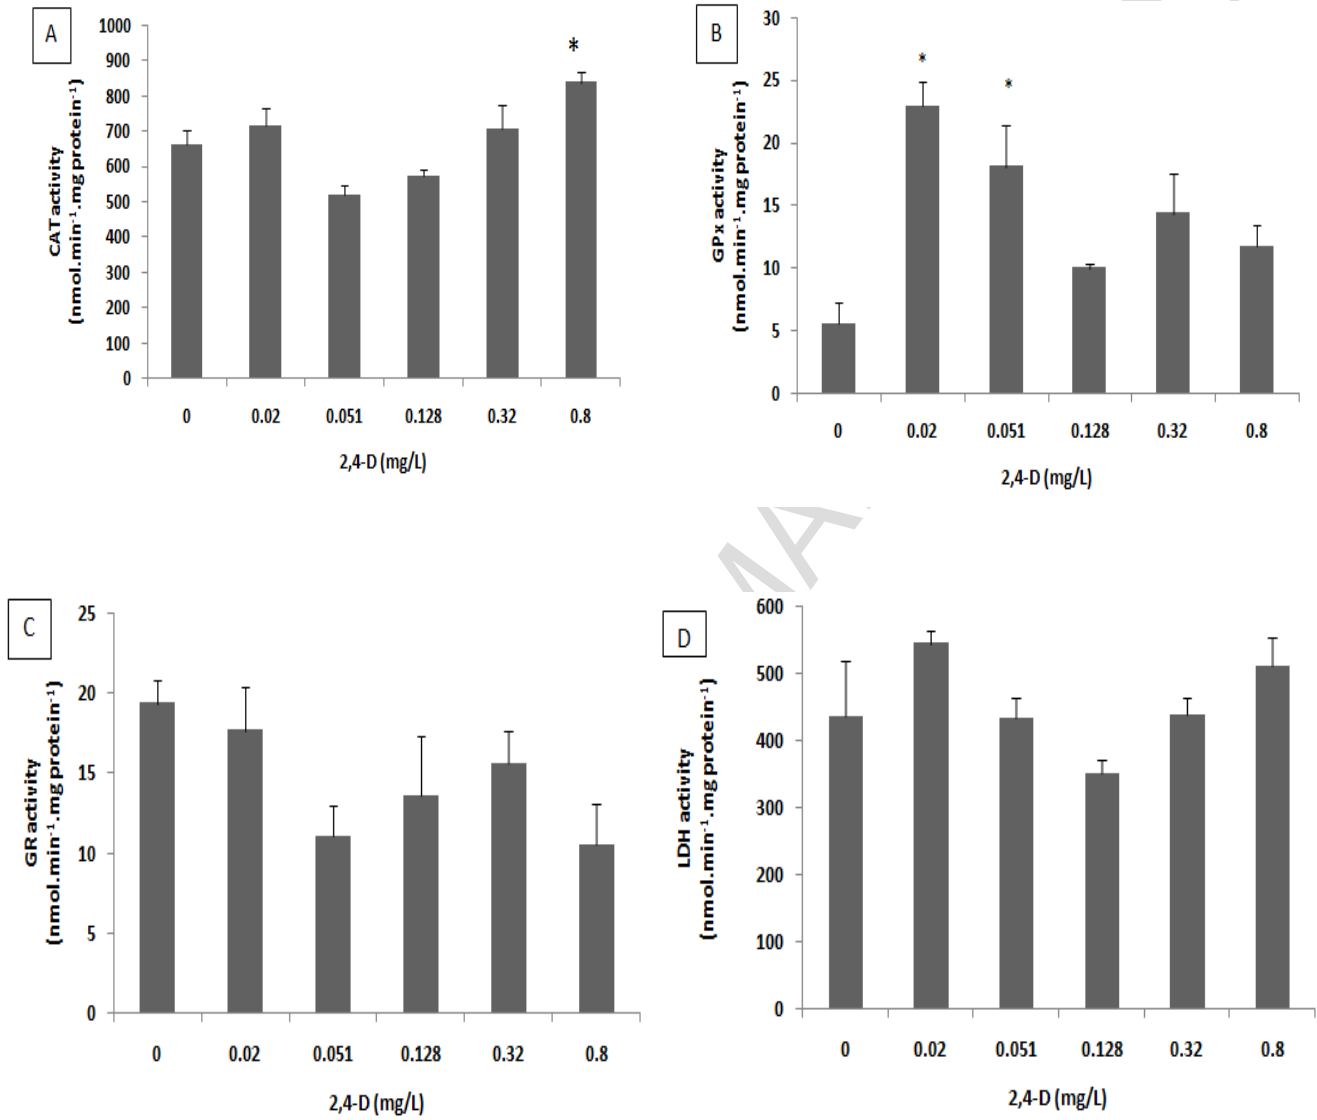 A
CAT activity
(nmol.min⁻¹.mg protein⁻¹)
1000
900
800
700
600
500
400
300
200
100
0
*
0 0.02 0.051 0.128 0.32 0.8
2,4-D (mg/L)
B
GPx activity
(nmol.min⁻¹.mg protein⁻¹)
30
25
20
15
10
5
0
* *
0 0.02 0.051 0.128 0.32 0.8
2,4-D (mg/L)
C
GR activity
(nmol.min⁻¹.mg protein⁻¹)
25
20
15
10
5
0
0 0.02 0.051 0.128 0.32 0.8
2,4-D (mg/L)
D
LDH activity
(nmol.min⁻¹.mg protein⁻¹)
600
500
400
300
200
100
0
0 0.02 0.051 0.128 0.32 0.8
2,4-D (mg/L)